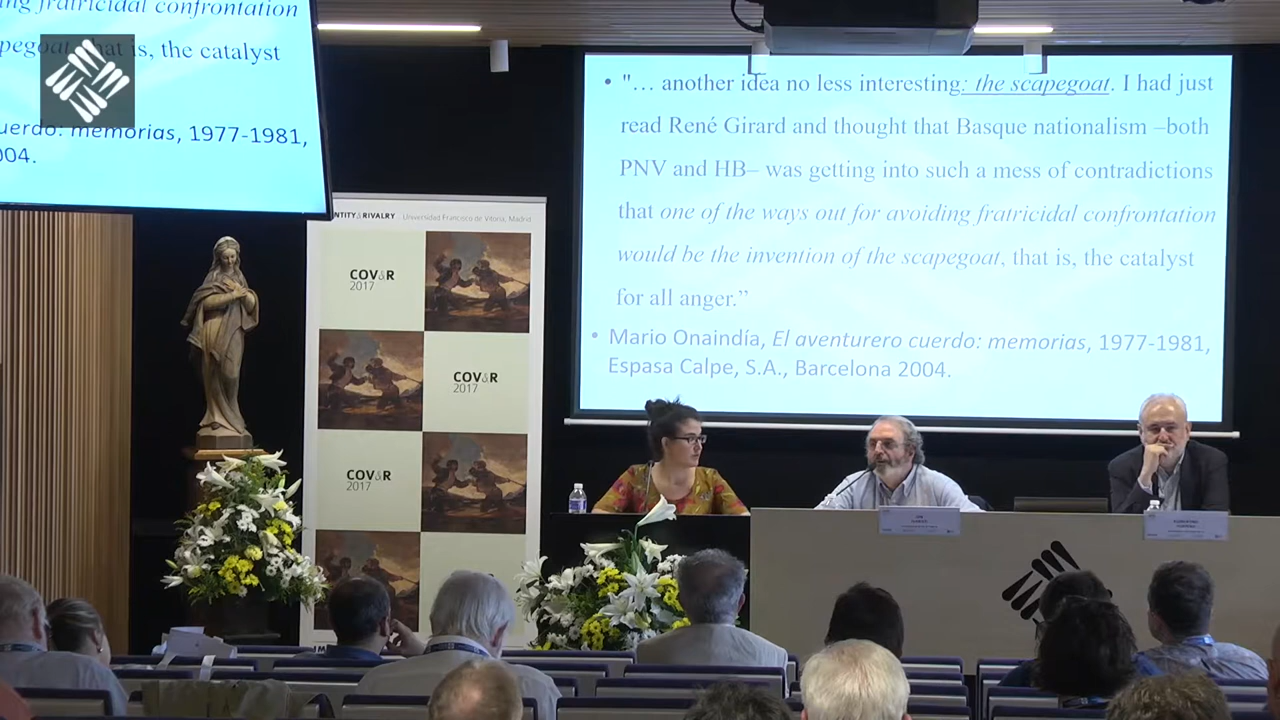 ng fratricidal confrontation
that is, the catalyst
cuerdo: memorias, 1977-1981,
004.
• "… another idea no less interesting: the scapegoat. I had just
read René Girard and thought that Basque nationalism –both
PNV and HB– was getting into such a mess of contradictions
that one of the ways out for avoiding fratricidal confrontation
would be the invention of the scapegoat, that is, the catalyst
for all anger.”
• Mario Onaindía, El aventurero cuerdo: memorias, 1977-1981,
Espasa Calpe, S.A., Barcelona 2004.
NTITY&RIVALRY Universidad Francisco de Vitoria, Madrid
COV&R
2017
COV&R
2017
COV&R
2017